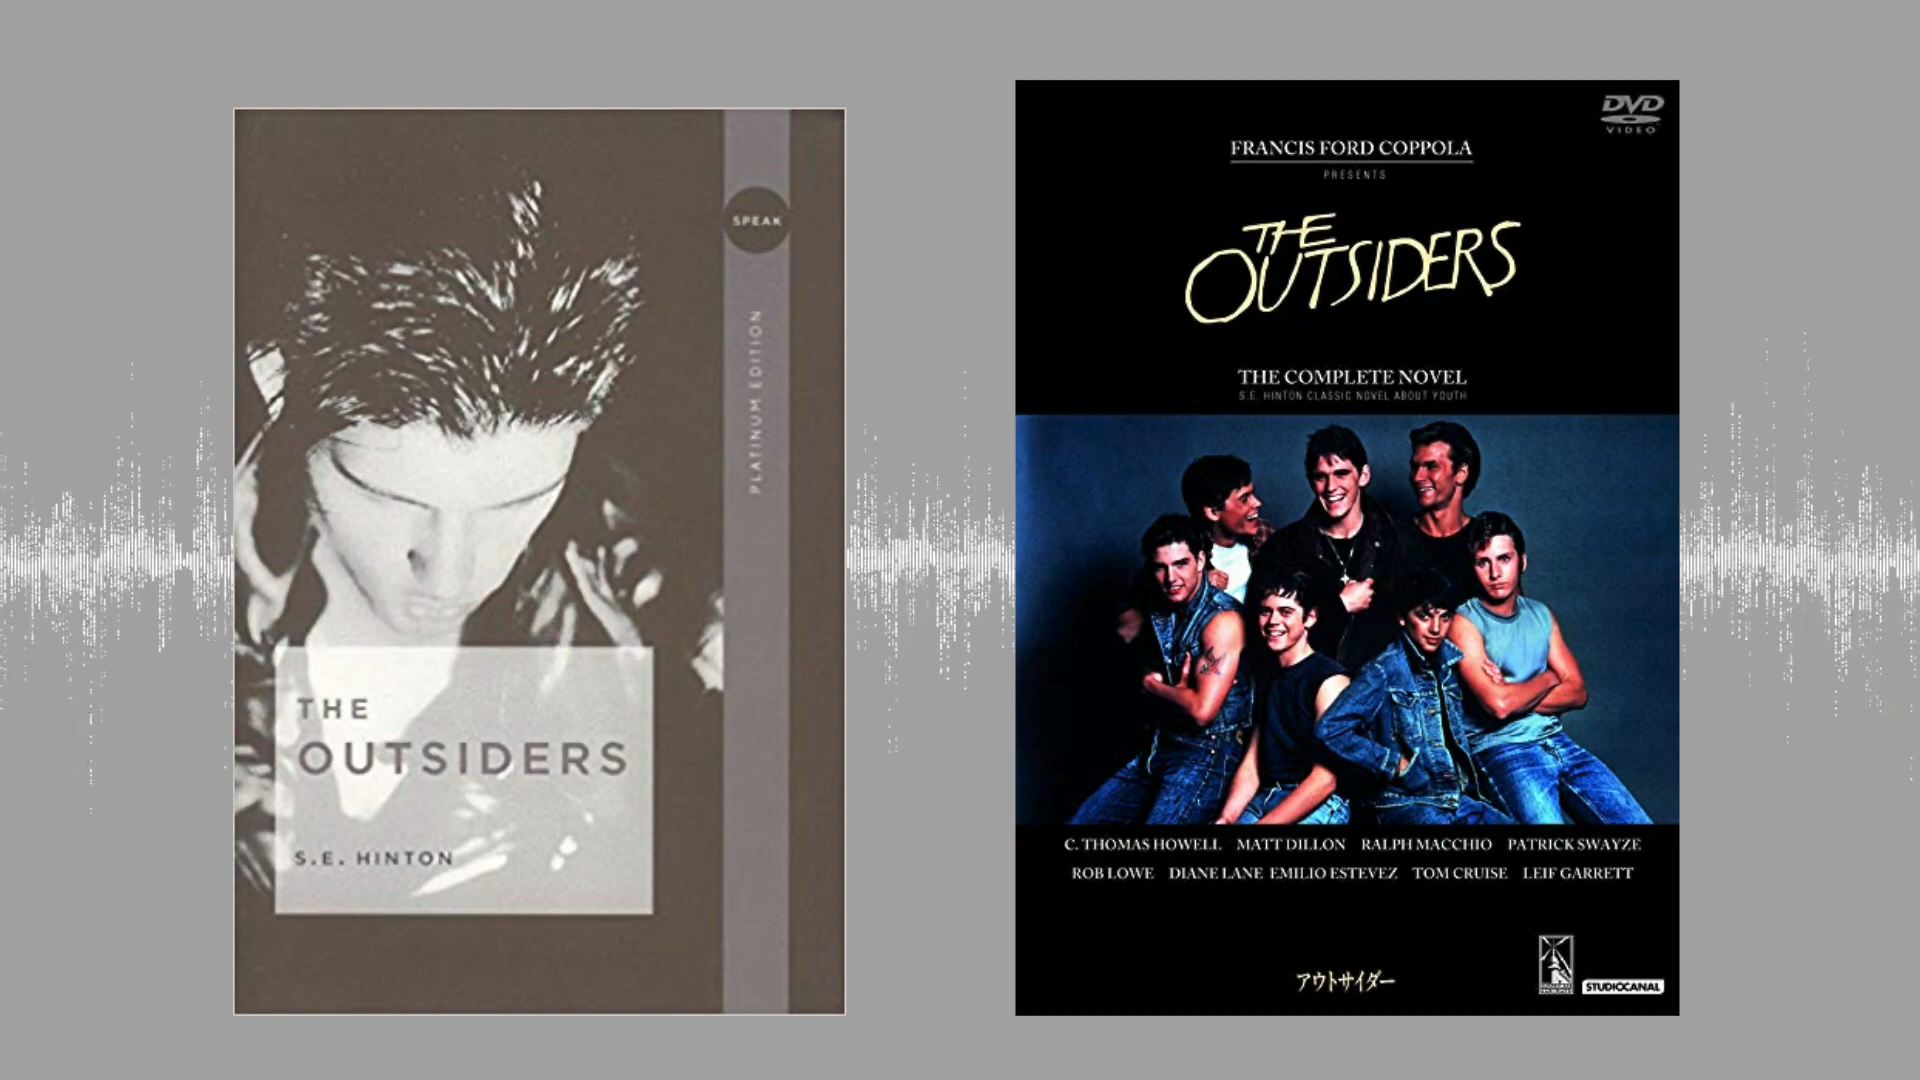 SPEAK
PLATINUM EDITION
THE
OUTSIDERS
S.E. HINTON
DVD
VIDEO
FRANCIS FORD COPPOLA
PRESENTS
THE
OUTSIDERS
THE COMPLETE NOVEL
S.E. HINTON CLASSIC NOVEL ABOUT YOUTH
C. THOMAS HOWELL MATT DILLON RALPH MACCHIO PATRICK SWAYZE
ROB LOWE DIANE LANE EMILIO ESTEVEZ TOM CRUISE LEIF GARRETT
アウトサイダー
STUDIOCANAL